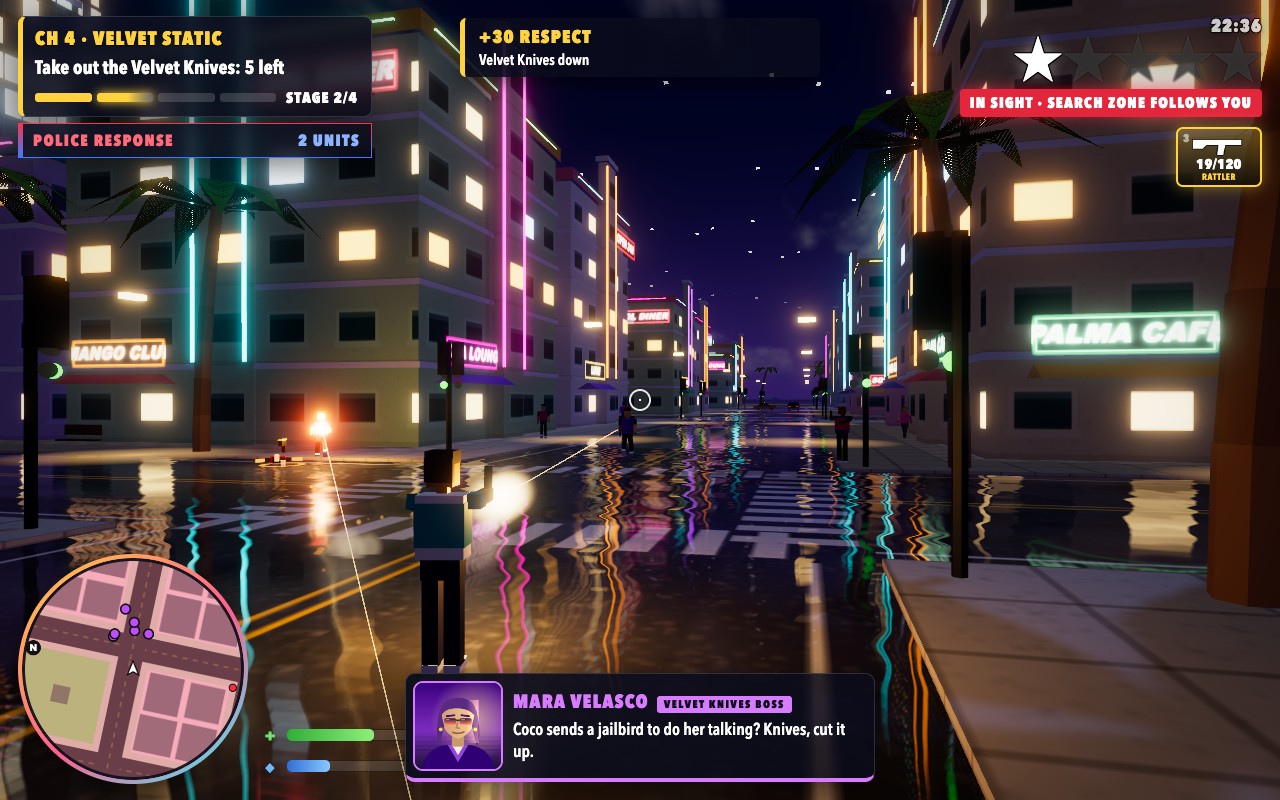 CH 4 · VELVET STATIC
Take out the Velvet Knives: 5 left
STAGE 2/4
POLICE RESPONSE
2 UNITS
+30 RESPECT
Velvet Knives down
22:36
IN SIGHT · SEARCH ZONE FOLLOWS YOU
3
19/120
RATTLER
ER
MANGO CLU
LOUNG
DINER
PALMA CAF
N
MARA VELASCO
VELVET KNIVES BOSS
Coco sends a jailbird to do her talking? Knives, cut it
up.